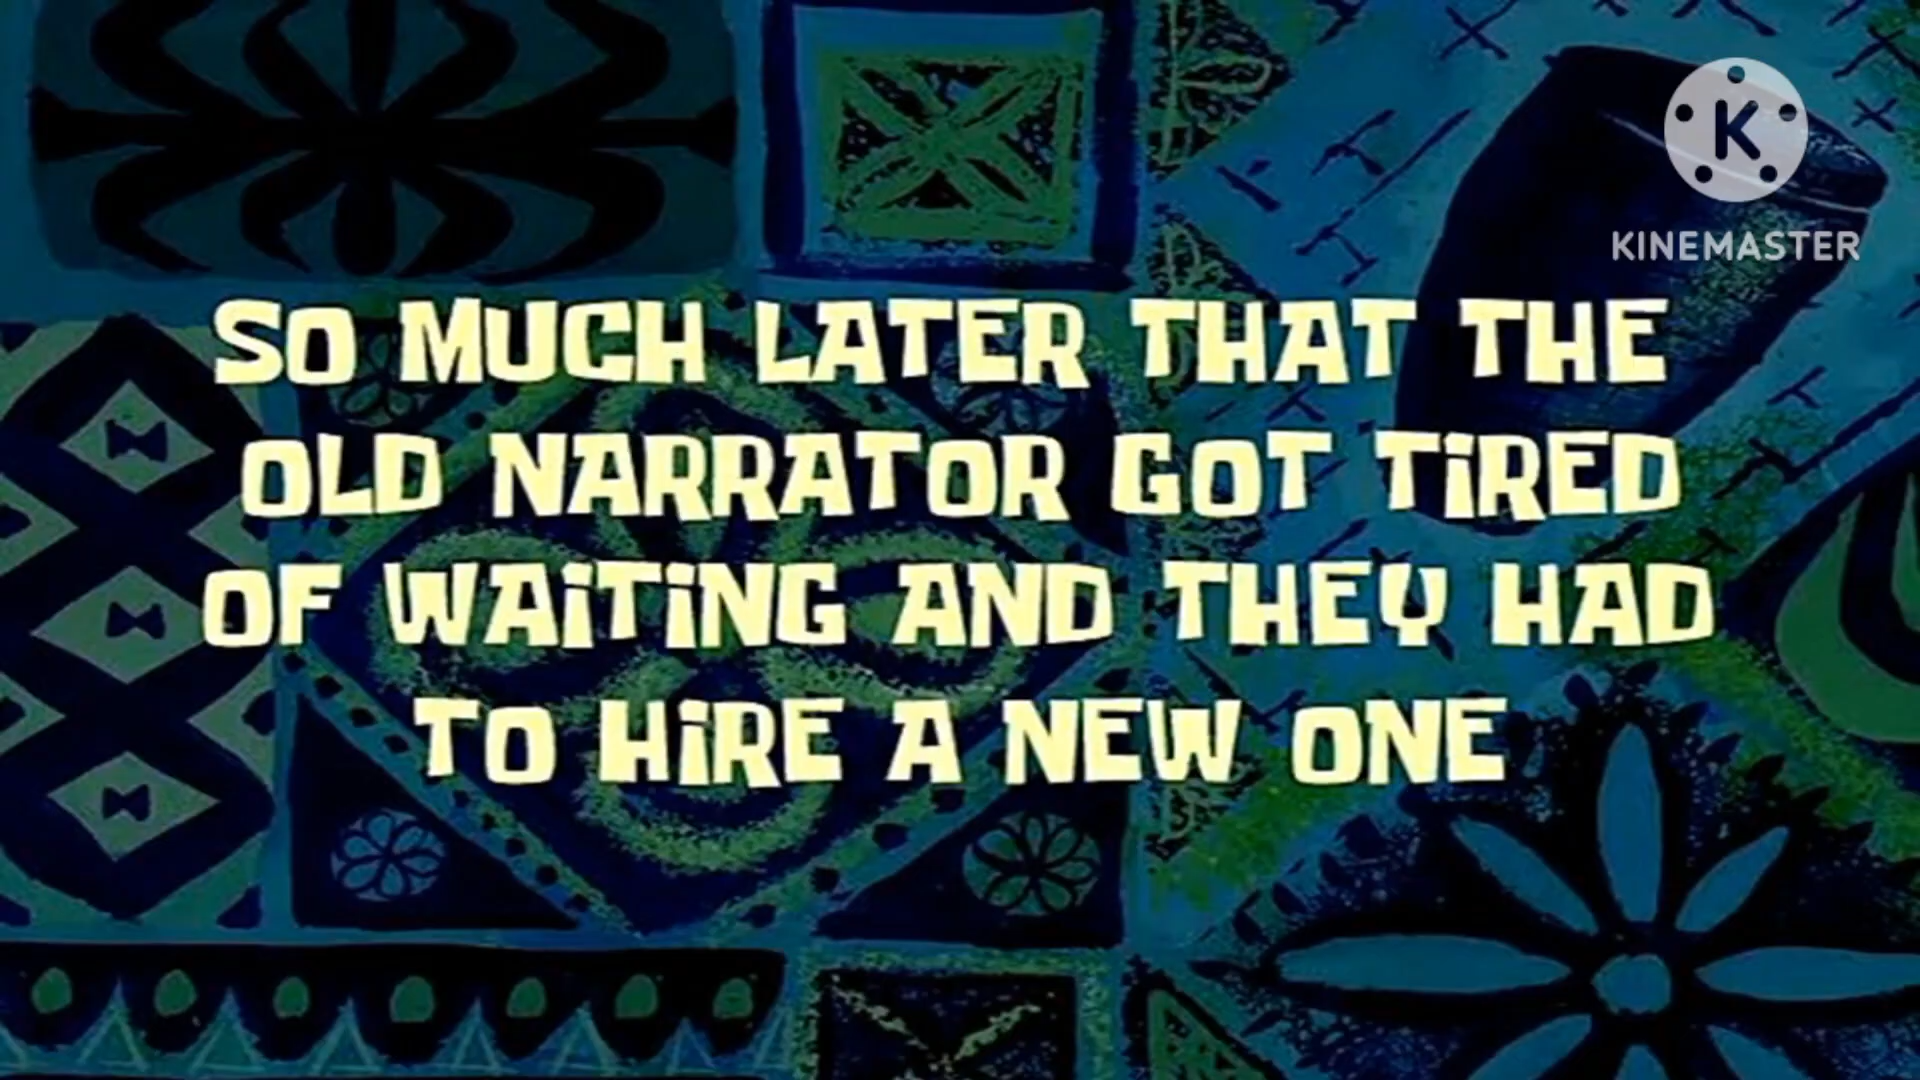 K
KINEMASTER
SO MUCH LATER THAT THE
OLD NARRATOR GOT TiRED
OF WAiTiNG AND THEY HAD
TO HiRE A NEW ONE